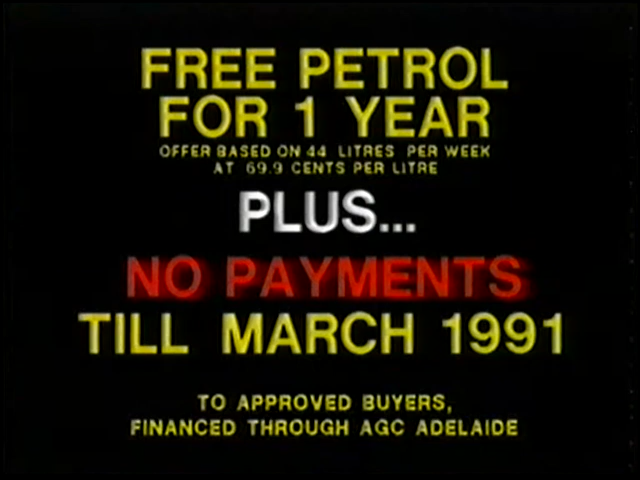 FREE PETROL
FOR 1 YEAR
OFFER BASED ON 44 LITRES PER WEEK
AT 69.9 CENTS PER LITRE
PLUS...
NO PAYMENTS
TILL MARCH 1991
TO APPROVED BUYERS,
FINANCED THROUGH AGC ADELAIDE